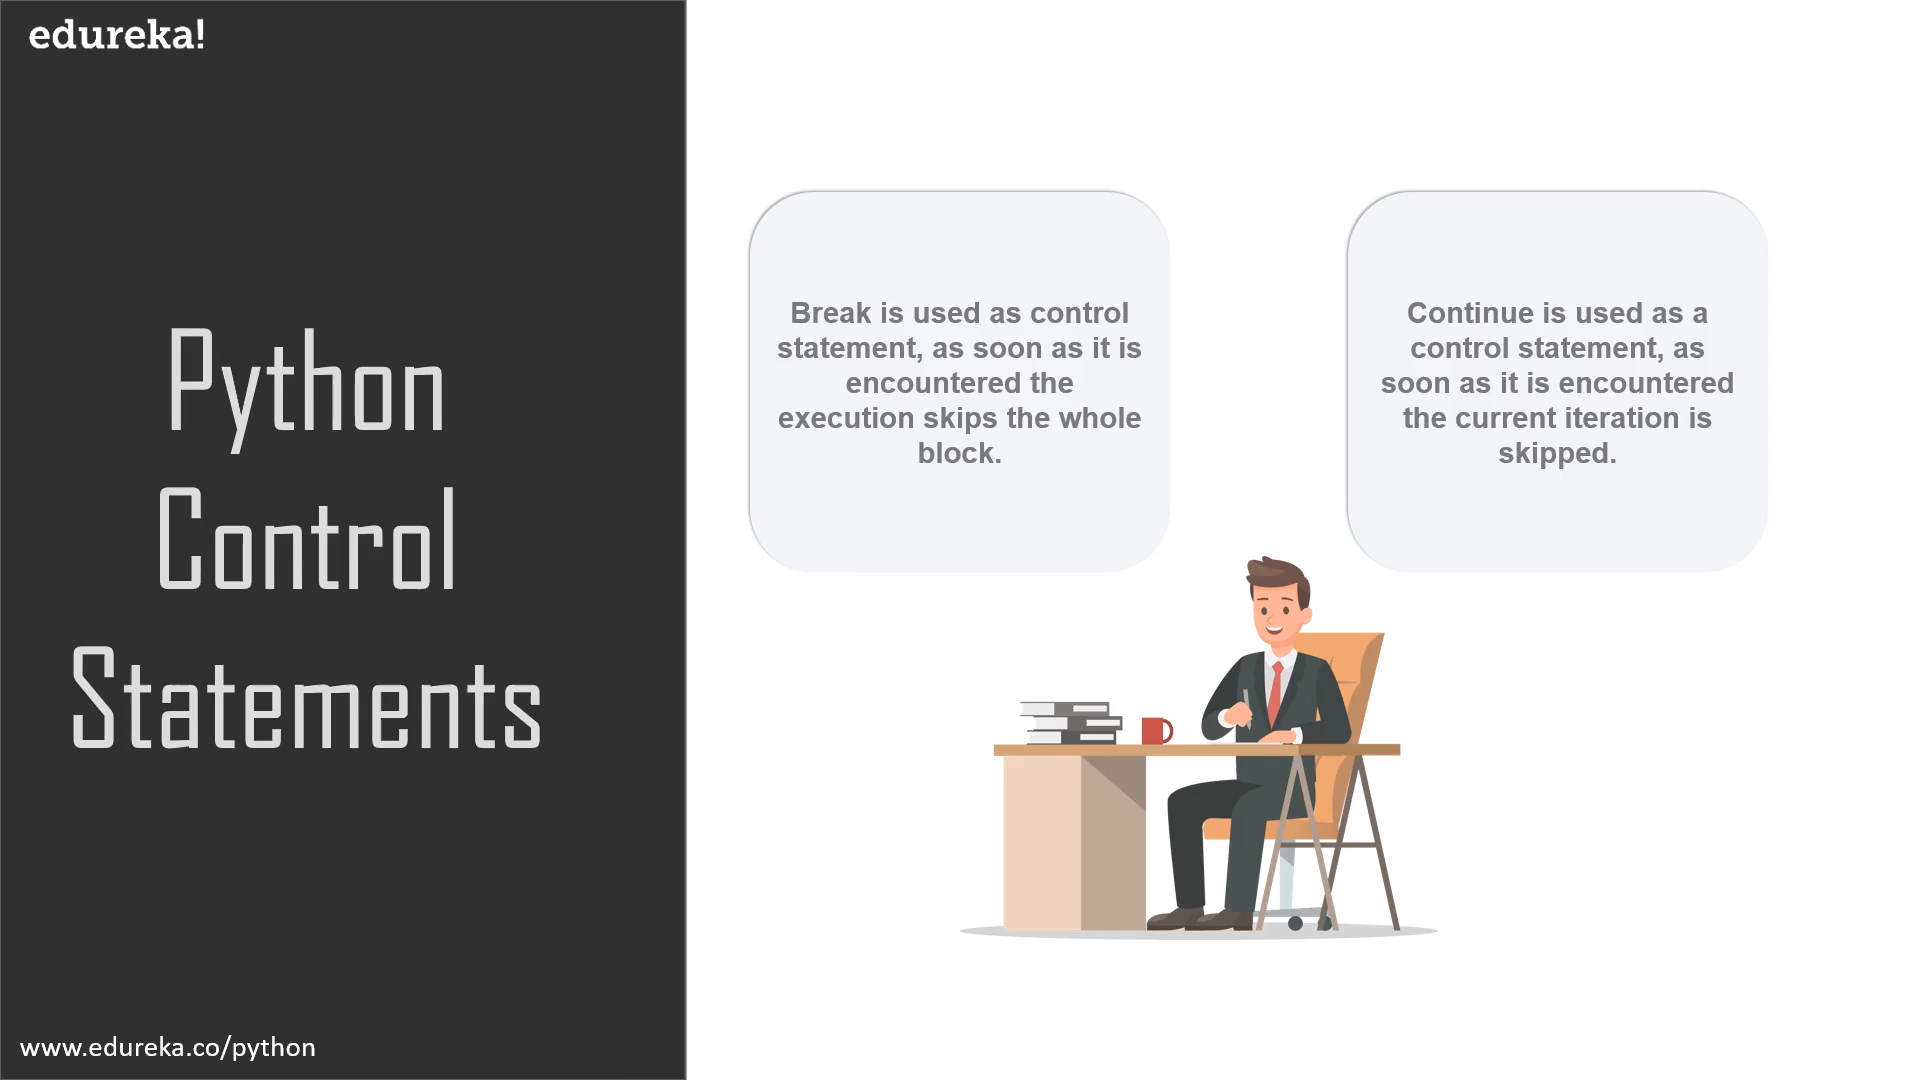 edureka!
Python
Control
Statements
www.edureka.co/python
Break is used as control
statement, as soon as it is
encountered the
execution skips the whole
block.
Continue is used as a
control statement, as
soon as it is encountered
the current iteration is
skipped.